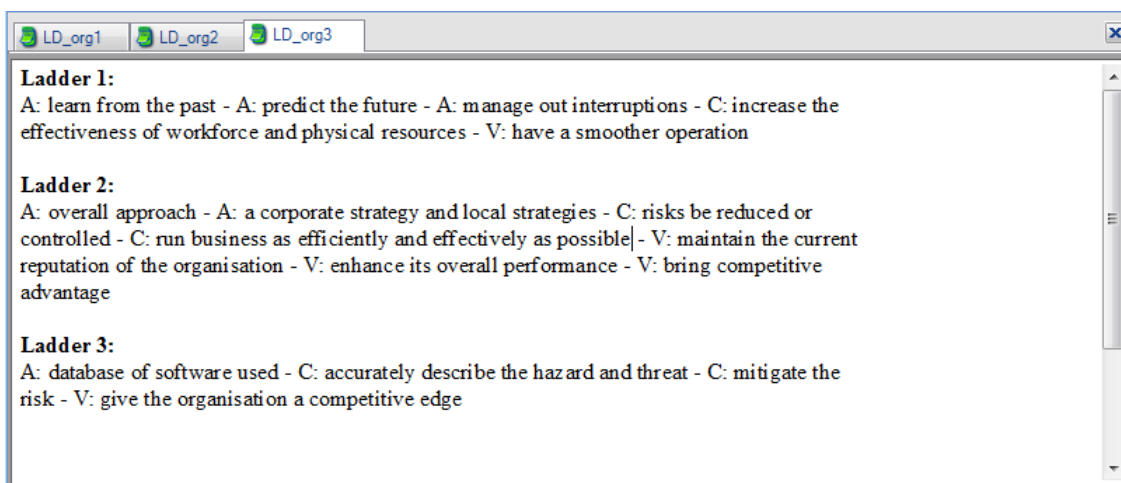 LD_org1 LD_org2 LD_org3
Ladder 1:
A: learn from the past - A: predict the future - A: manage out interruptions - C: increase the
effectiveness of workforce and physical resources - V: have a smoother operation
Ladder 2:
A: overall approach - A: a corporate strategy and local strategies - C: risks be reduced or
controlled - C: run business as efficiently and effectively as possible - V: maintain the current
reputation of the organisation - V: enhance its overall performance - V: bring competitive
advantage
Ladder 3:
A: database of software used - C: accurately describe the hazard and threat - C: mitigate the
risk - V: give the organisation a competitive edge